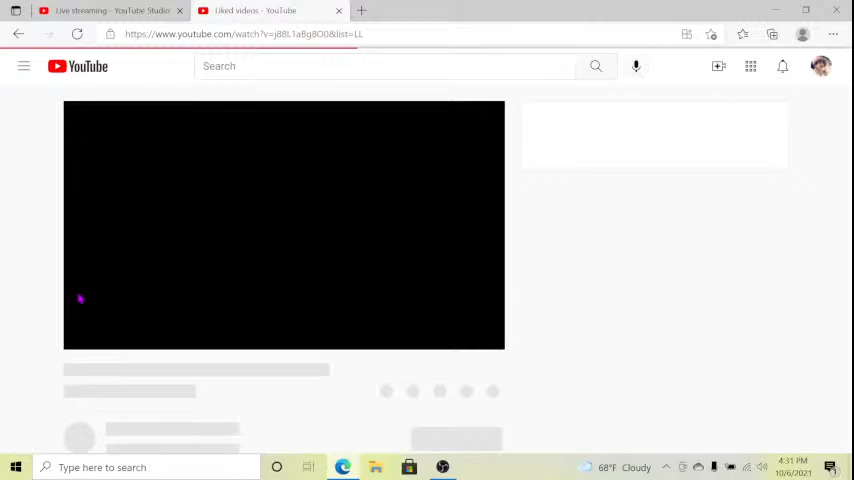 Live streaming - YouTube Studio
Liked videos - YouTube
https://www.youtube.com/watch?v=j88L1aBg8O0&list=LL
YouTube
Search
Type here to search
68°F Cloudy
4:31 PM
10/6/2021